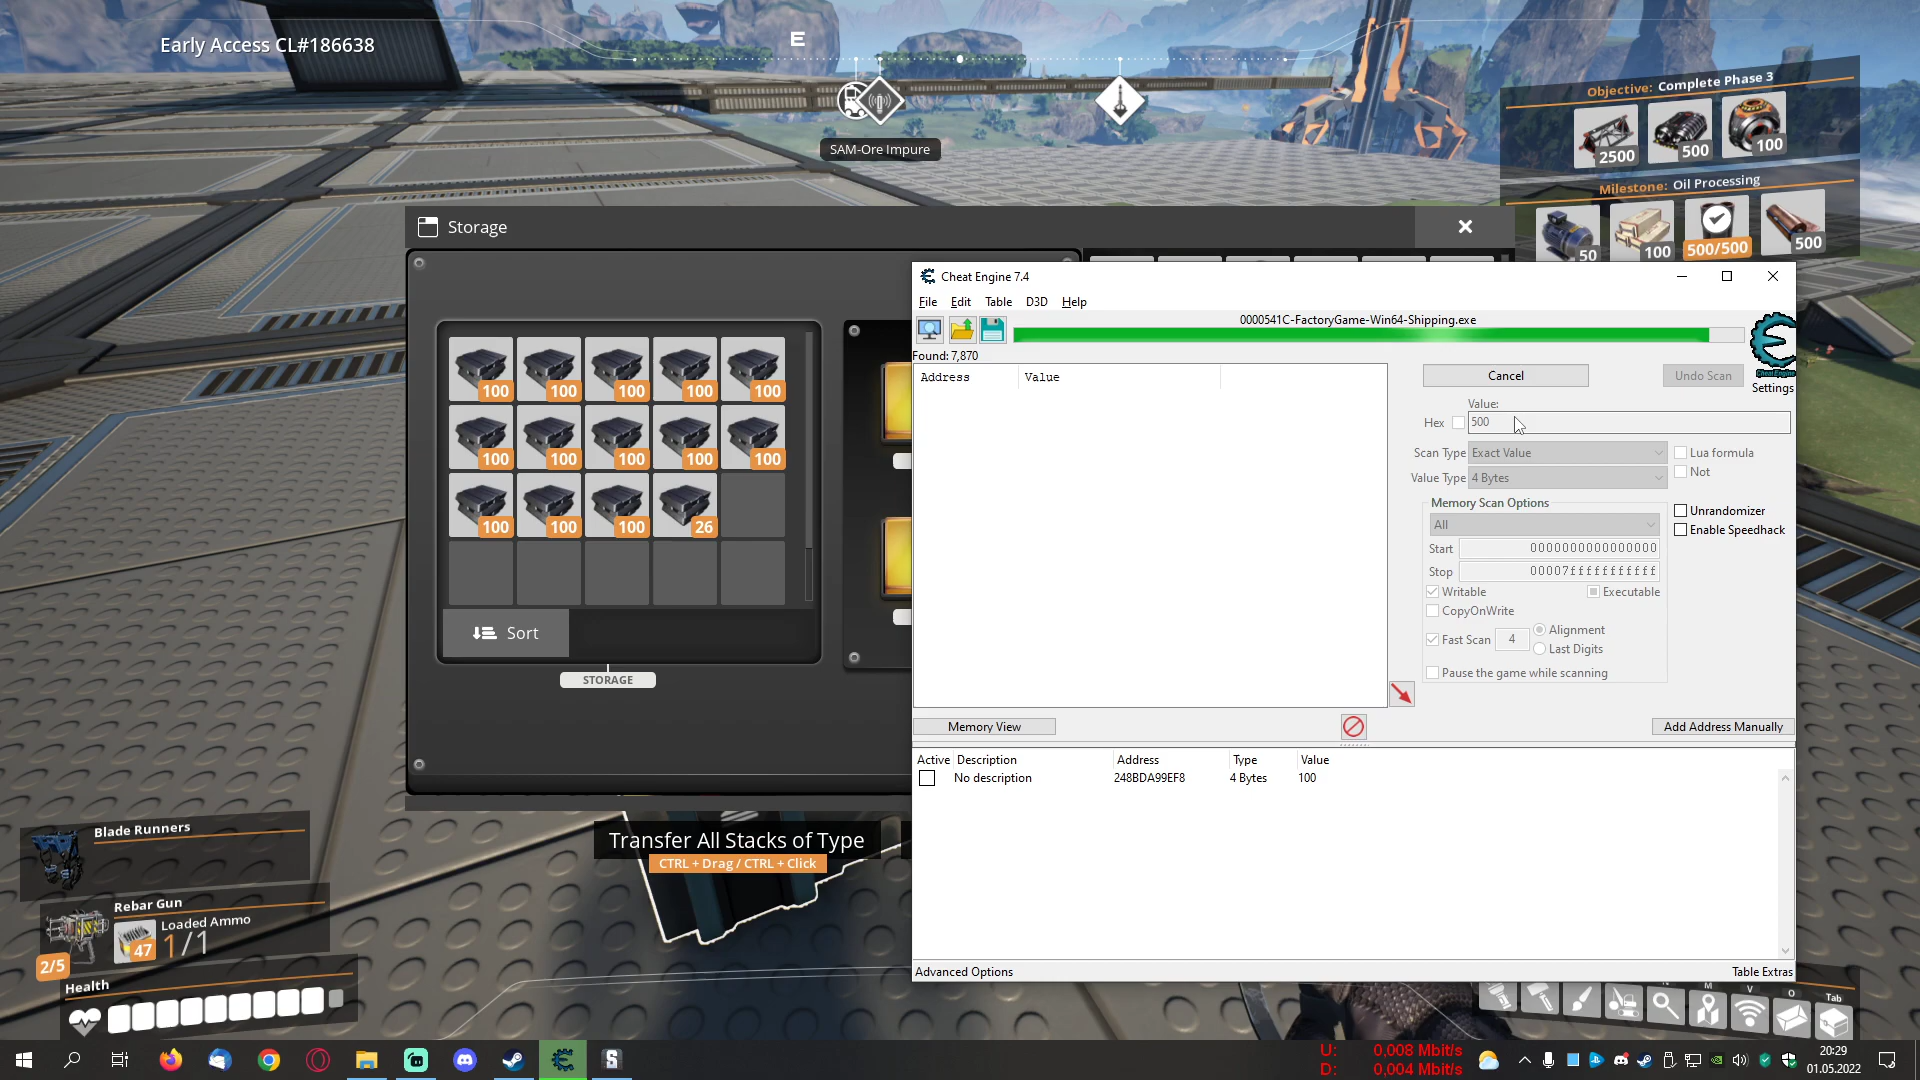 Early Access CL#186638
E
SAM-Ore Impure
Objective: Complete Phase 3
2500
500
100
Milestone: Oil Processing
50
100
500/500
500
Storage
100
100
100
100
100
100
100
100
100
100
100
100
100
26
Sort
STORAGE
Transfer All Stacks of Type
CTRL + Drag / CTRL + Click
Cheat Engine 7.4
File Edit Table D3D Help
0000541C-FactoryGame-Win64-Shipping.exe
Found: 7,870
Address Value
Cancel
Undo Scan
Cheat Engine
Settings
Value:
Hex
500
Scan Type Exact Value
Lua formula
Not
Value Type 4 Bytes
Memory Scan Options
All
Unrandomizer
Enable Speedhack
Start 0000000000000000
Stop 00007fffffffffff
Writable
Executable
CopyOnWrite
Fast Scan 4
Alignment
Last Digits
Pause the game while scanning
Memory View
Add Address Manually
Active Description Address Type Value
No description 248BDA99EF8 4 Bytes 100
Advanced Options
Table Extras
Blade Runners
Rebar Gun
Loaded Ammo
47
1/1
2/5
Health
M
V
O
Tab
U: 0,008 Mbit/s
D: 0,004 Mbit/s
20:29
01.05.2022